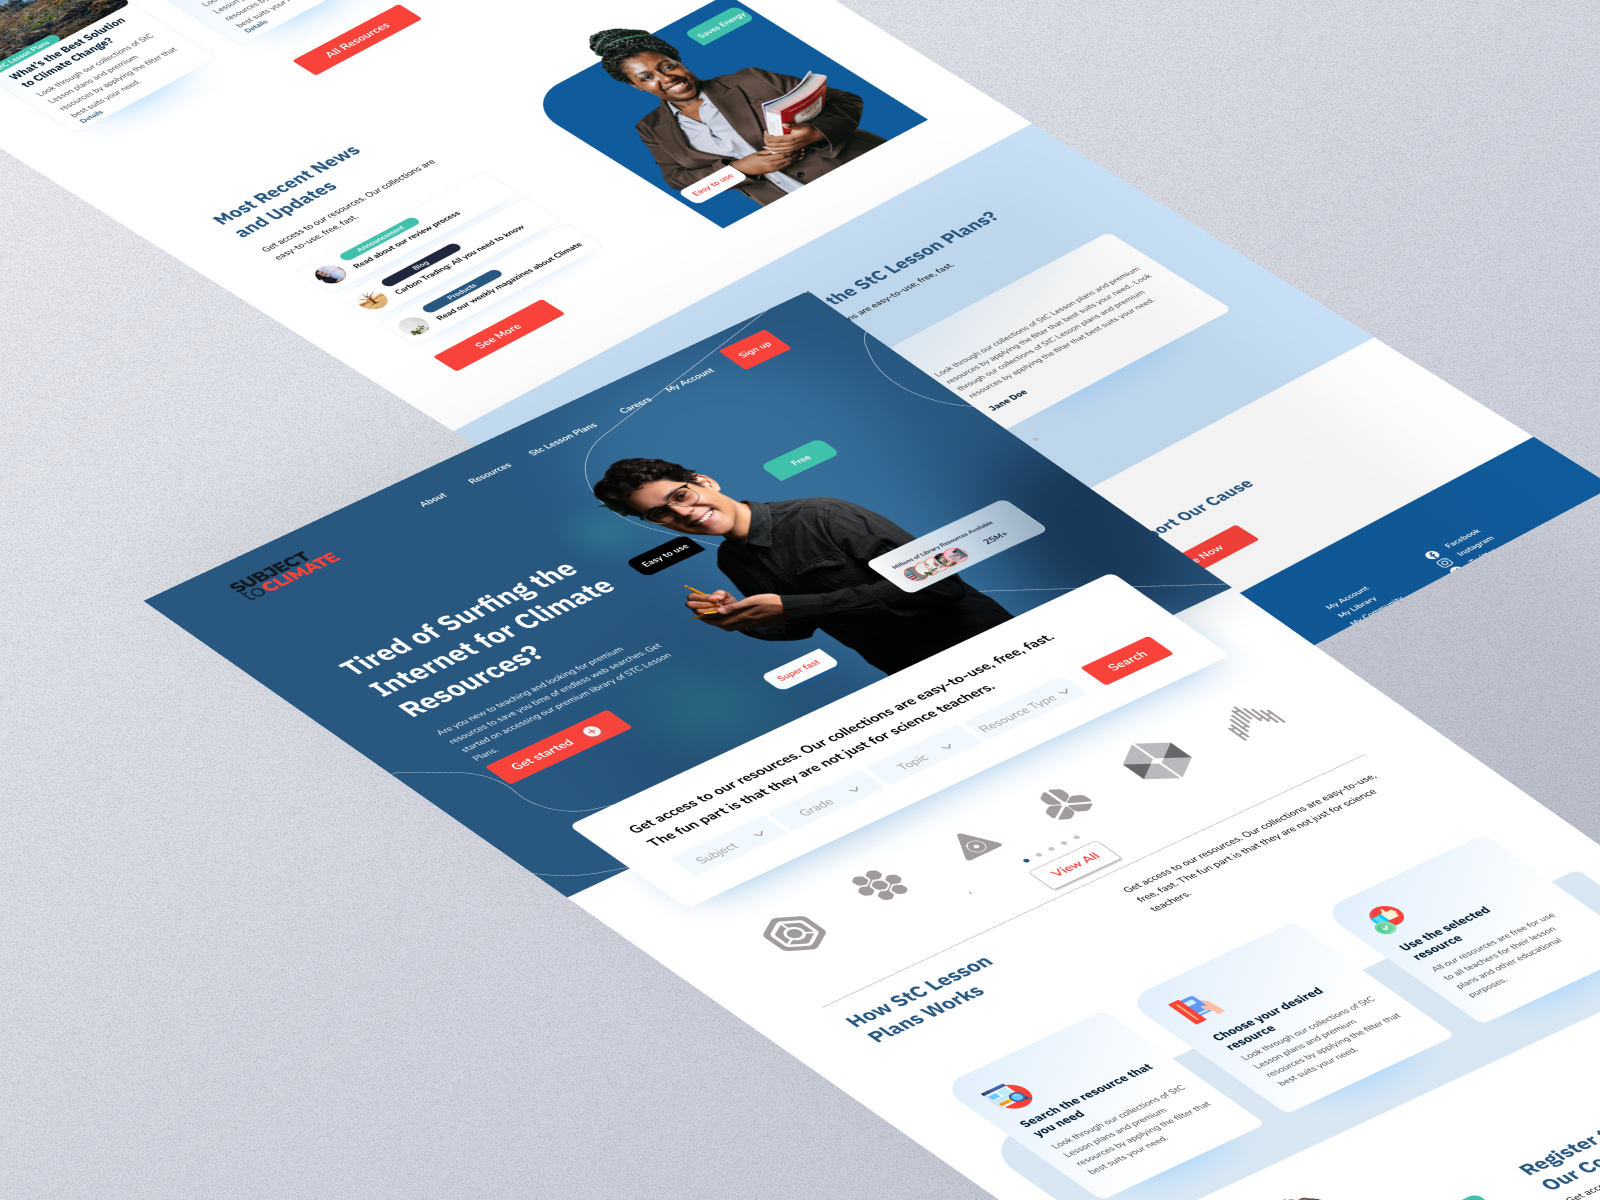 StC Lesson Plans
What's the Best Solution
to Climate Change?
Look through our collections of StC
Lesson plans and premium
resources by applying the filter that
best suits your need.
Details
Lesson plans and premium
resources by applying the filter that
best suits your need.
Details
All Resources
Saves Energy
Easy to use
Most Recent News
and Updates
Get access to our resources. Our collections are
easy-to-use, free, fast.
Announcement
Read about our review process
Blog
Carbon Trading: All you need to know
Products
Read our weekly magazines about Climate
See More
the StC Lesson Plans?
ns are easy-to-use, free, fast.
Look through our collections of StC Lesson plans and premium
resources by applying the filter that best suits your need. Look
through our collections of StC Lesson plans and premium
resources by applying the filter that best suits your need.
Jane Doe
ort Our Cause
e Now
Facebook
Instagram
My Account
My Library
My Community
SUBJECT
toCLIMATE
About
Resources
Stc Lesson Plans
Careers
My Account
Sign up
Tired of Surfing the
Internet for Climate
Resources?
Are you new to teaching and looking for premium
resources to save you time of endless web searches. Get
started on accessing our premium library of STC Lesson
Plans.
Get started
Easy to use
Free
Super fast
Millions of Library Resources Available
25M+
Get access to our resources. Our collections are easy-to-use, free, fast.
The fun part is that they are not just for science teachers.
Subject
Grade
Topic
Resource Type
Search
View All
How StC Lesson
Plans Works
Get access to our resources. Our collections are easy-to-use,
free, fast. The fun part is that they are not just for science
teachers.
Search the resource that
you need
Look through our collections of StC
Lesson plans and premium
resources by applying the filter that
best suits your need.
Choose your desired
resource
Look through our collections of StC
Lesson plans and premium
resources by applying the filter that
best suits your need.
Use the selected
resource
All our resources are free for use
to all teachers for their lesson
plans and other educational
purposes.
Register
Our Co
Get acc